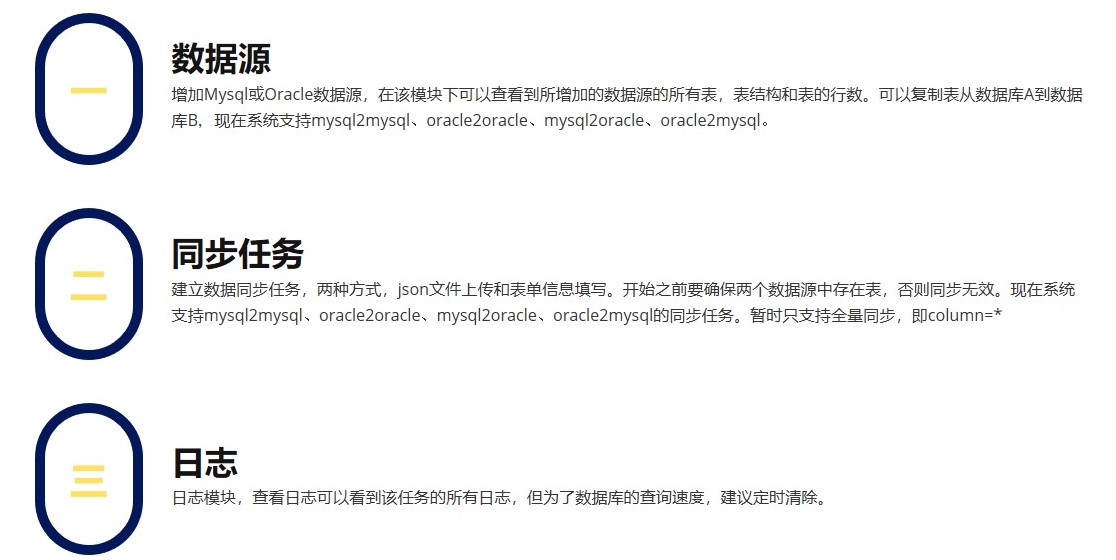 一
数据源
增加Mysql或Oracle数据源，在该模块下可以查看到所增加的数据源的所有表，表结构和表的行数。可以复制表从数据库A到数据
库B，现在系统支持mysql2mysql、oracle2oracle、mysql2oracle、oracle2mysql。
二
同步任务
建立数据同步任务，两种方式，json文件上传和表单信息填写。开始之前要确保两个数据源中存在表，否则同步无效。现在系统
支持mysql2mysql、oracle2oracle、mysql2oracle、oracle2mysql的同步任务。暂时只支持全量同步，即column=*
三
日志
日志模块，查看日志可以看到该任务的所有日志，但为了数据库的查询速度，建议定时清除。